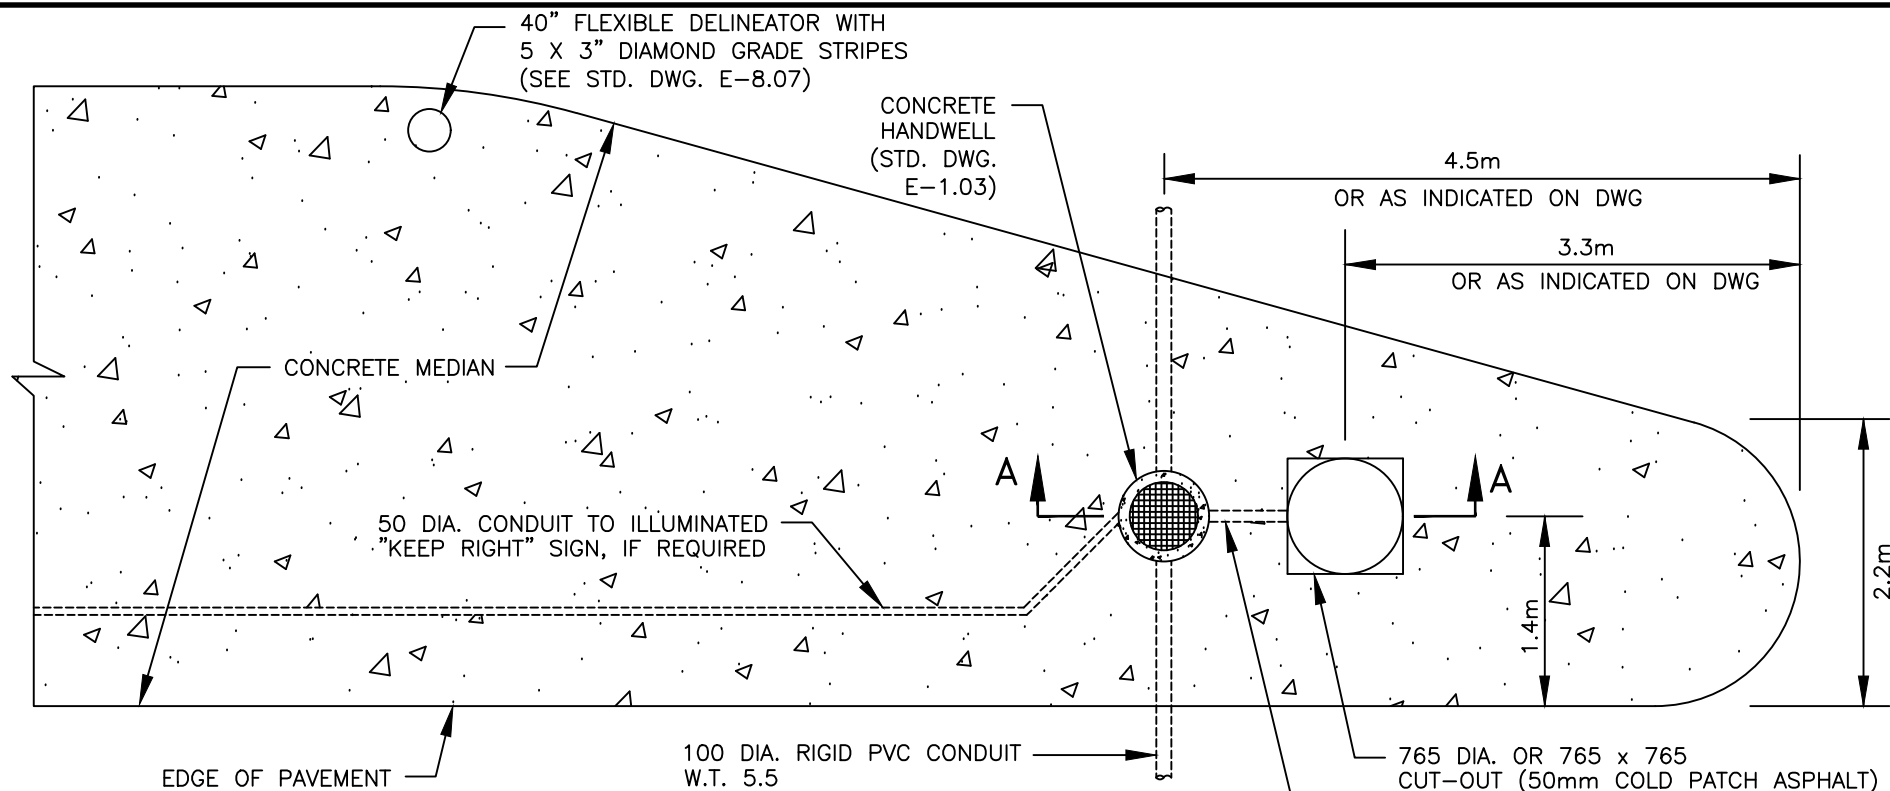 40” FLEXIBLE DELINEATOR WITH
5 X 3” DIAMOND GRADE STRIPES
(SEE STD. DWG. E-8.07)
CONCRETE
HANDWELL
(STD. DWG.
E-1.03)
4.5m
OR AS INDICATED ON DWG
3.3m
OR AS INDICATED ON DWG
CONCRETE MEDIAN
A
A
50 DIA. CONDUIT TO ILLUMINATED
”KEEP RIGHT” SIGN, IF REQUIRED
2.2m
1.4m
100 DIA. RIGID PVC CONDUIT
W.T. 5.5
765 DIA. OR 765 x 765
CUT-OUT (50mm COLD PATCH ASPHALT)
EDGE OF PAVEMENT